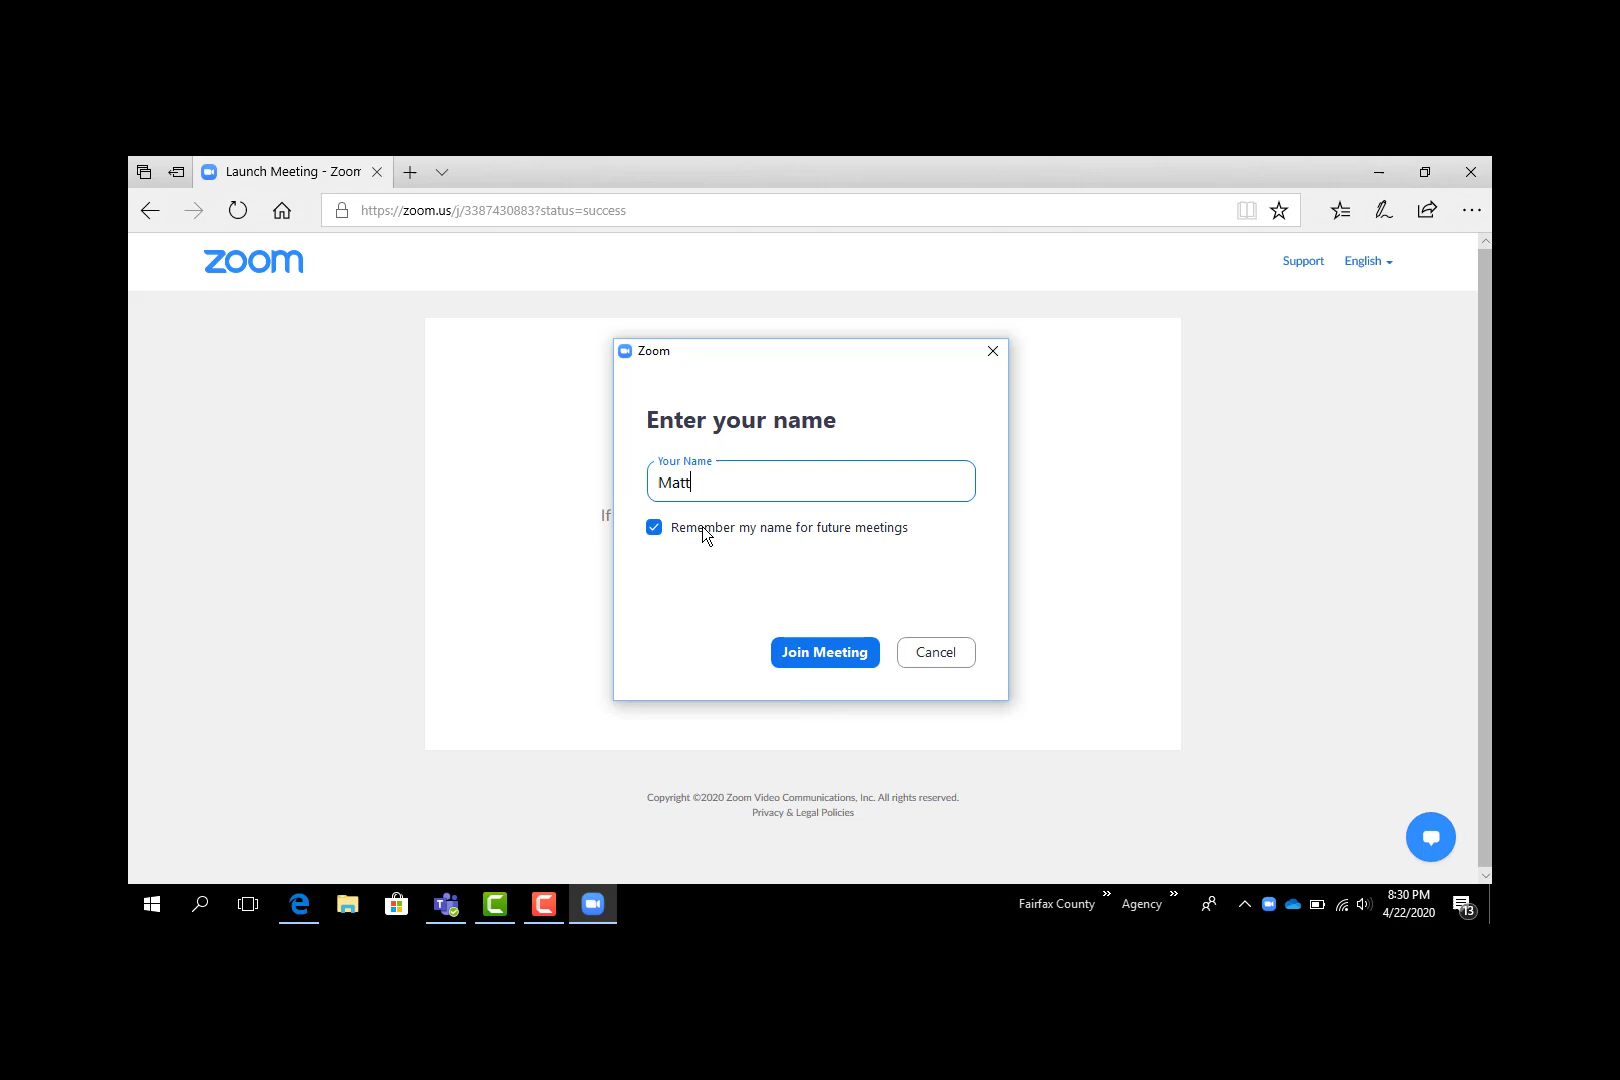 Launch Meeting - Zoom
https://zoom.us/j/3387430883?status=success
zoom
Support
English
Zoom
Enter your name
Your Name
Matt
If
Remember my name for future meetings
Join Meeting
Cancel
Copyright ©2020 Zoom Video Communications, Inc. All rights reserved.
Privacy & Legal Policies
Fairfax County
Agency
8:30 PM
4/22/2020
13